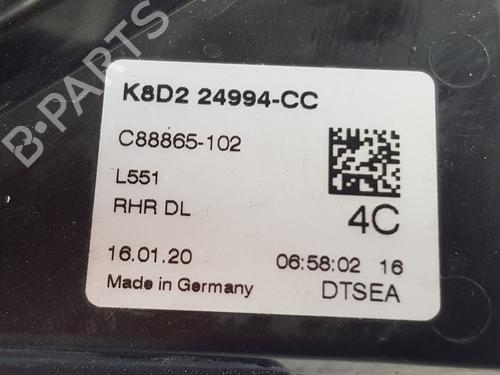 B-PARTS
K8D2 24994-CC
C88865-102
L551
RHR DL
4C
16.01.20 06:58:02 16
Made in Germany DTSEA